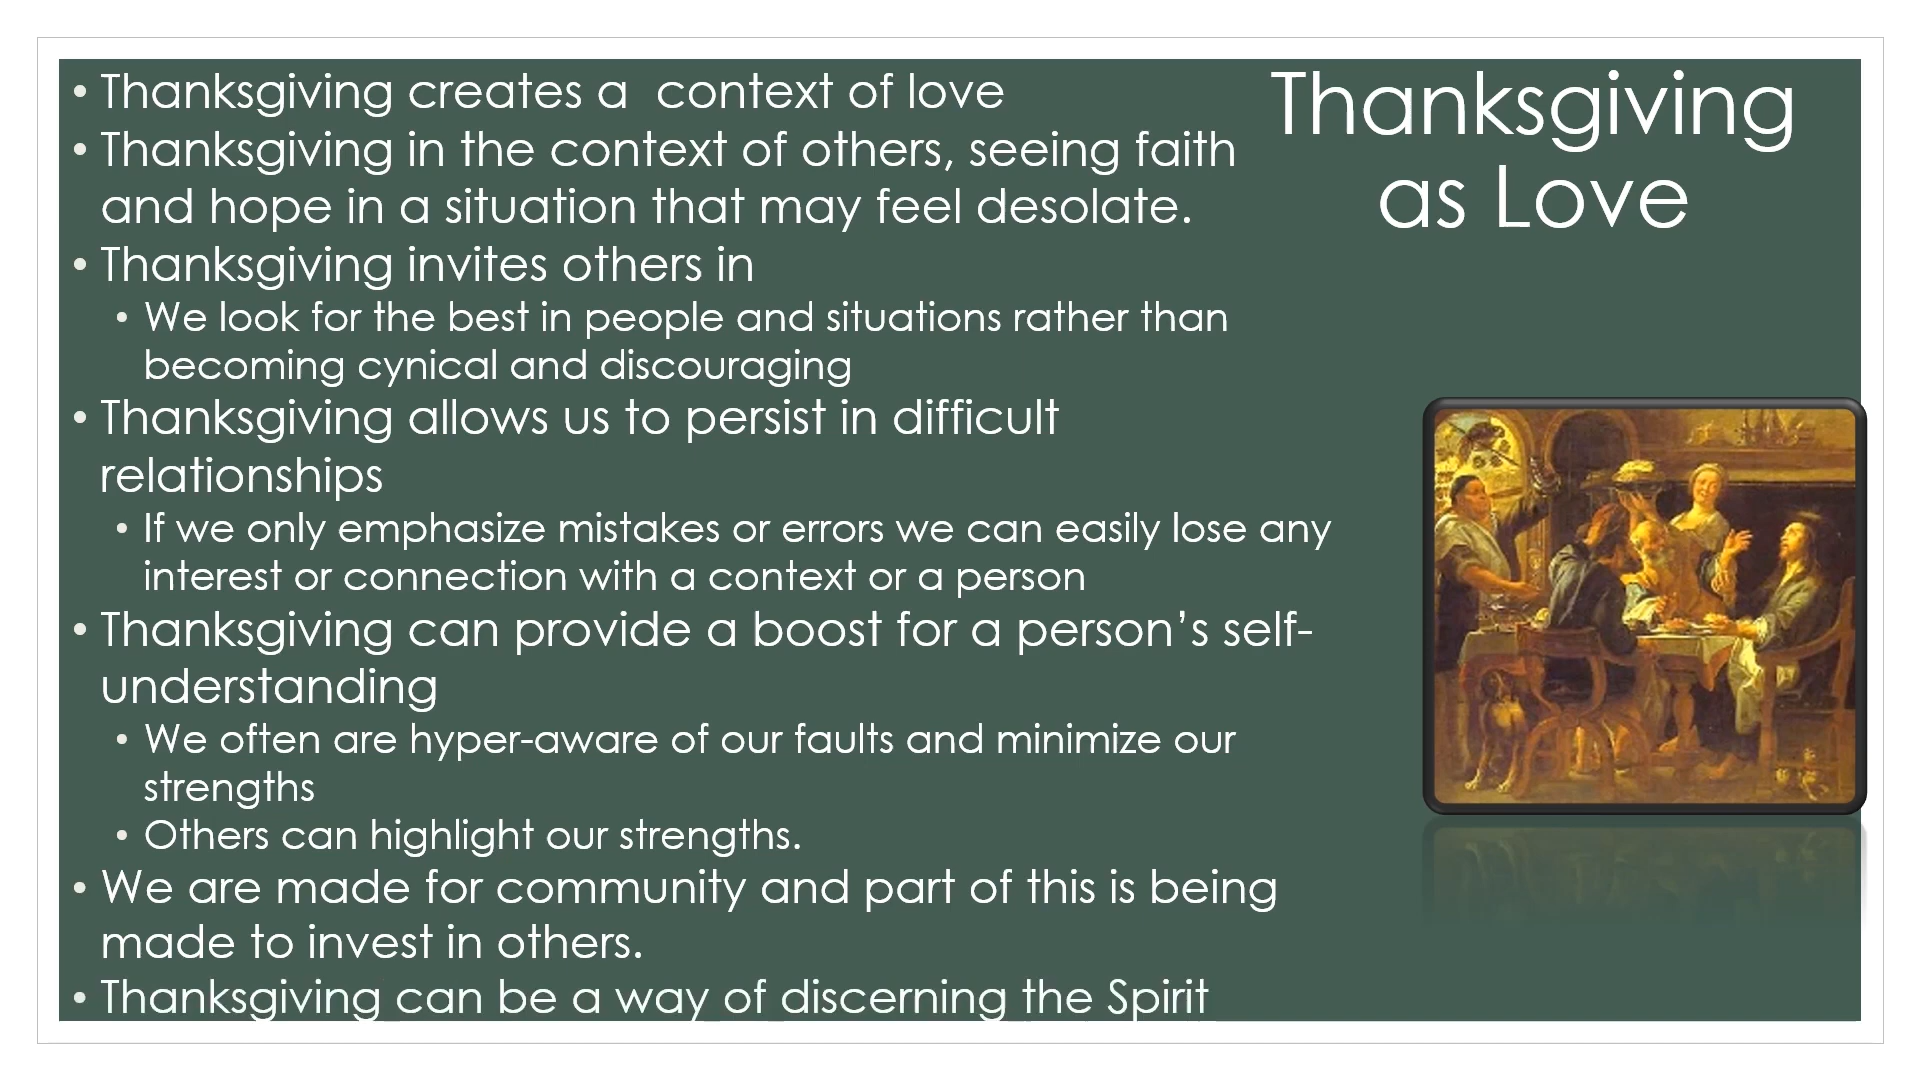 Thanksgiving as Love
• Thanksgiving creates a  context of love
• Thanksgiving in the context of others, seeing faith
and hope in a situation that may feel desolate.
• Thanksgiving invites others in
• We look for the best in people and situations rather than
becoming cynical and discouraging
• Thanksgiving allows us to persist in difficult
relationships
• If we only emphasize mistakes or errors we can easily lose any
interest or connection with a context or a person
• Thanksgiving can provide a boost for a person’s self-
understanding
• We often are hyper-aware of our faults and minimize our
strengths
• Others can highlight our strengths.
• We are made for community and part of this is being
made to invest in others.
• Thanksgiving can be a way of discerning the Spirit